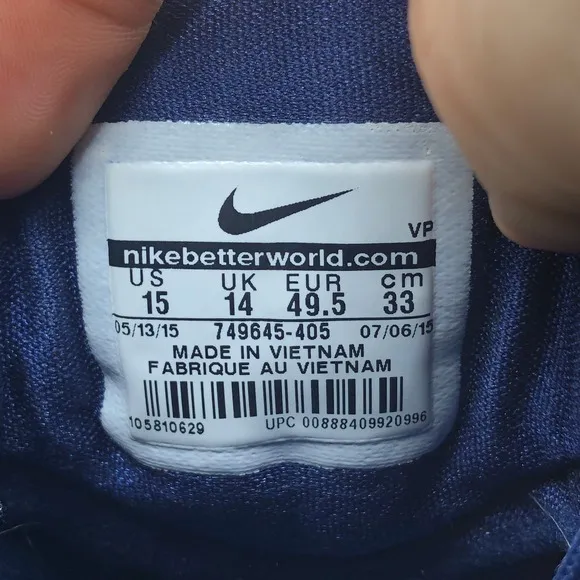 VP
nikebetterworld.com
US UK EUR cm
15 14 49.5 33
05/13/15 749645-405 07/06/15
MADE IN VIETNAM
FABRIQUE AU VIETNAM
105810629 UPC 00888409920996